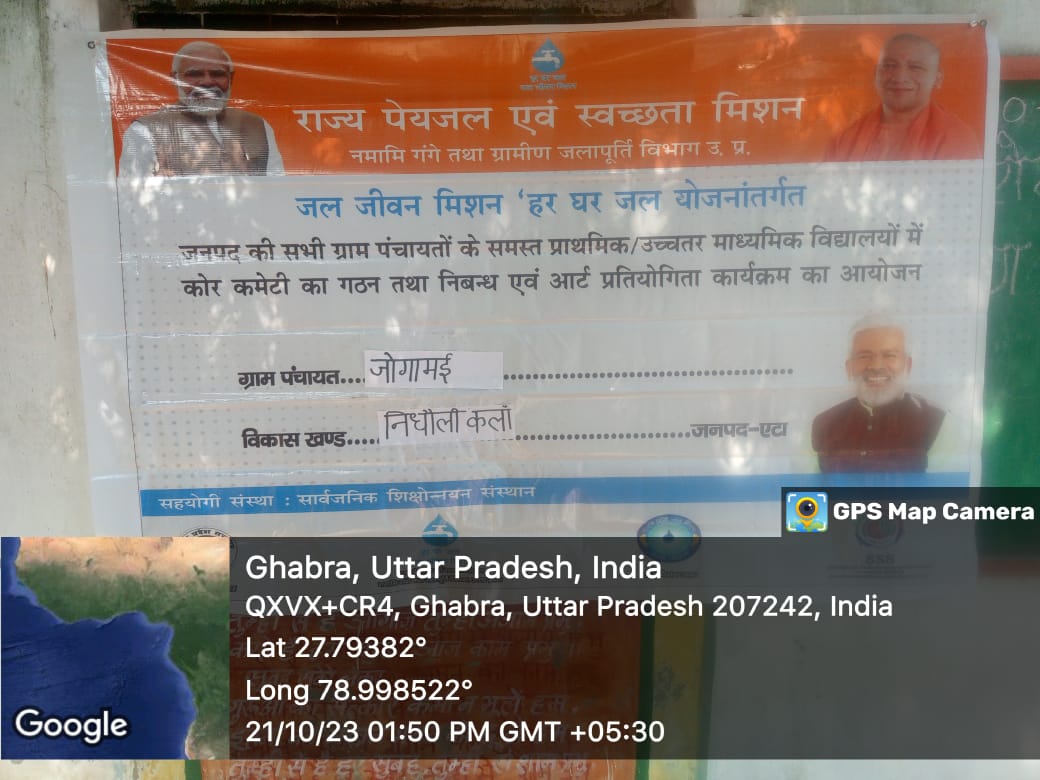 राज्य पेयजल एवं स्वच्छता मिशन
नमामि गंगे तथा ग्रामीण जलापूर्ति विभाग उ. प्र.
जल जीवन मिशन ‘हर घर जल योजनांतर्गत
जनपद की सभी ग्राम पंचायतों के समस्त प्राथमिक/उच्चतर माध्यमिक विद्यालयों में
कोर कमेटी का गठन तथा निबन्ध एवं आर्ट प्रतियोगिता कार्यक्रम का आयोजन
ग्राम पंचायत.... जोगामई ........................................
विकास खण्ड..... निधौली कलाँ ........................जनपद-एटा
सहयोगी संस्था : सार्वजनिक शिक्षोन्नयन संस्थान
GPS Map Camera
SSS
Ghabra, Uttar Pradesh, India
QXVX+CR4, Ghabra, Uttar Pradesh 207242, India
Lat 27.79382°
Long 78.998522°
21/10/23 01:50 PM GMT +05:30
Google